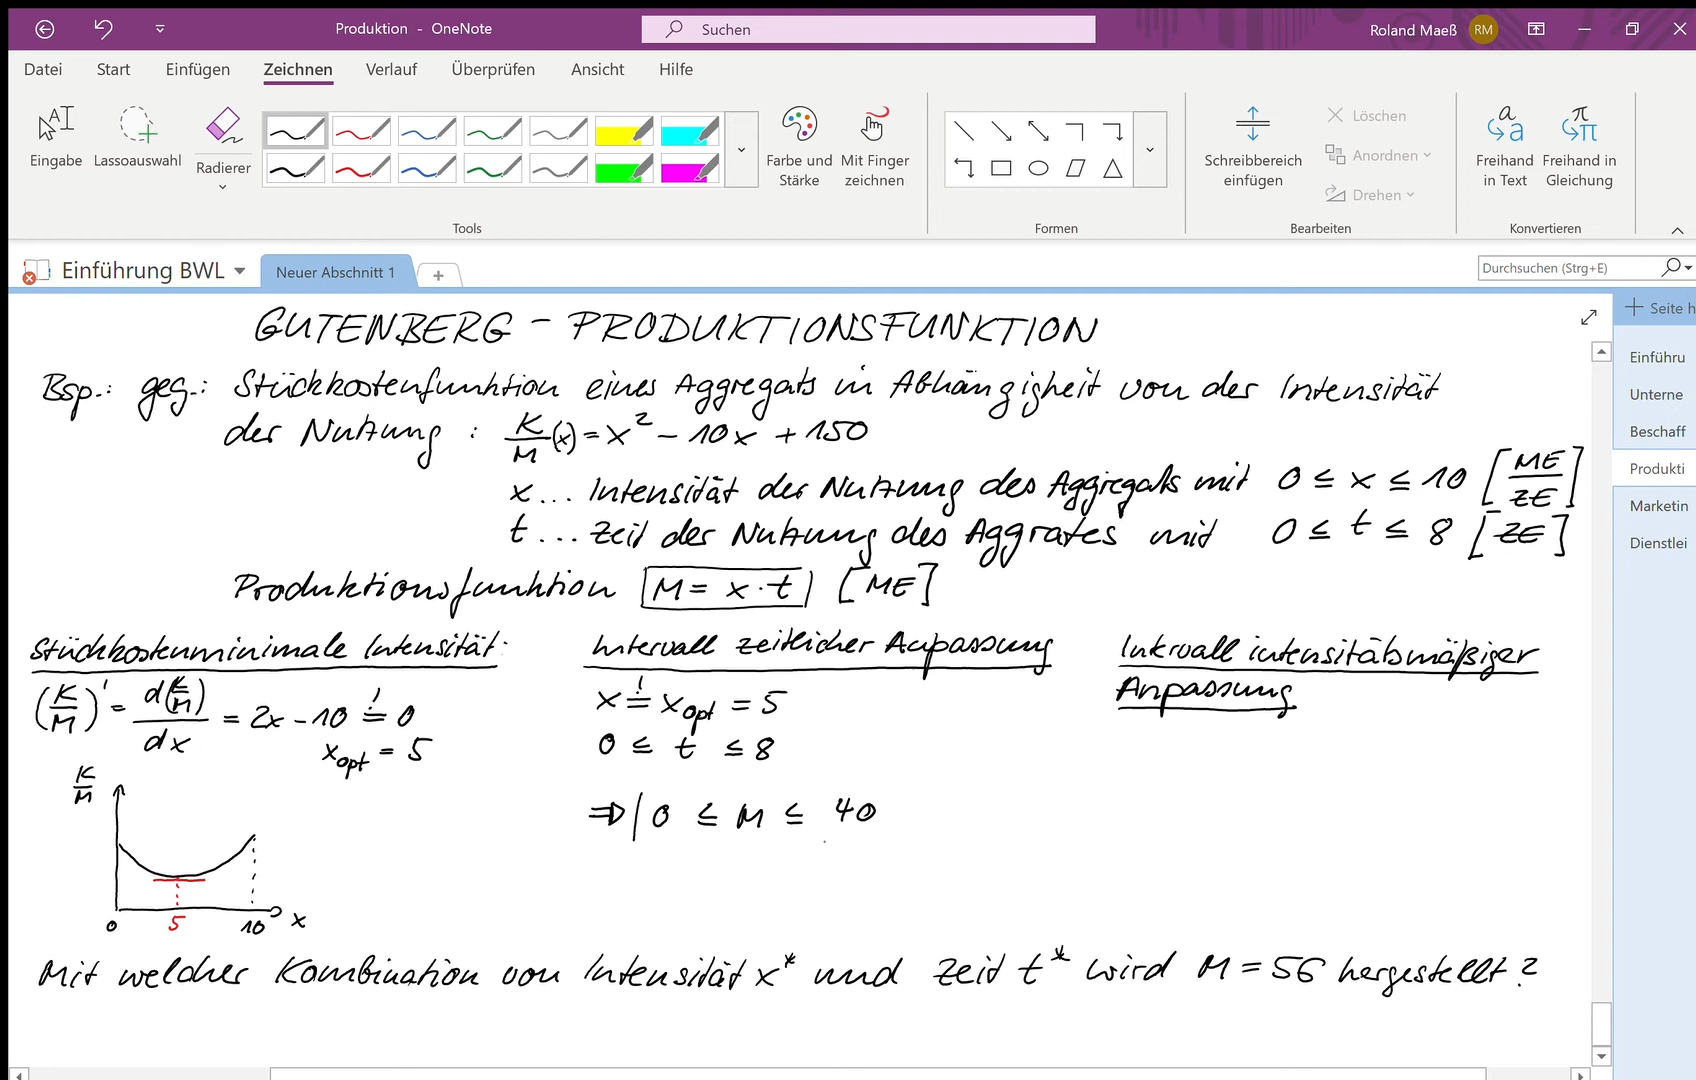 Produktion - OneNote
Suchen
Roland Maeß
RM
Datei Start Einfügen Zeichnen Verlauf Überprüfen Ansicht Hilfe
Eingabe
Lassoauswahl
Radierer
Farbe und Stärke
Mit Finger zeichnen
Schreibbereich einfügen
Löschen
Anordnen
Drehen
Freihand in Text
Freihand in Gleichung
Tools
Formen
Bearbeiten
Konvertieren
Einführung BWL
Neuer Abschnitt 1
Durchsuchen (Strg+E)
Seite h
Einführu
Unterne
Beschaff
Produkti
Marketin
Dienstlei
GUTENBERG - PRODUKTIONSFUNKTION
Bsp.: geg.: Stückkostenfunktion eines Aggregats in Abhängigkeit von der Intensität
der Nutzung : K/M (x) = x² - 10x + 150
x ... Intensität der Nutzung des Aggregats mit 0 ≤ x ≤ 10 [ME/ZE]
t ... Zeit der Nutzung des Aggrates mit 0 ≤ t ≤ 8 [ZE]
Produktionsfunktion M = x · t [ME]
Stückkostenminimale Intensität:
(K/M)' = d(K/M)/dx = 2x - 10 != 0
xopt = 5
K/M
0 5 10 x
Intervall zeitlicher Anpassung
x != xopt = 5
0 ≤ t ≤ 8
⇒ | 0 ≤ M ≤ 40
Intervall intensitätsmäßiger
Anpassung
Mit welcher Kombination von Intensität x* und Zeit t* wird M = 56 hergestellt?